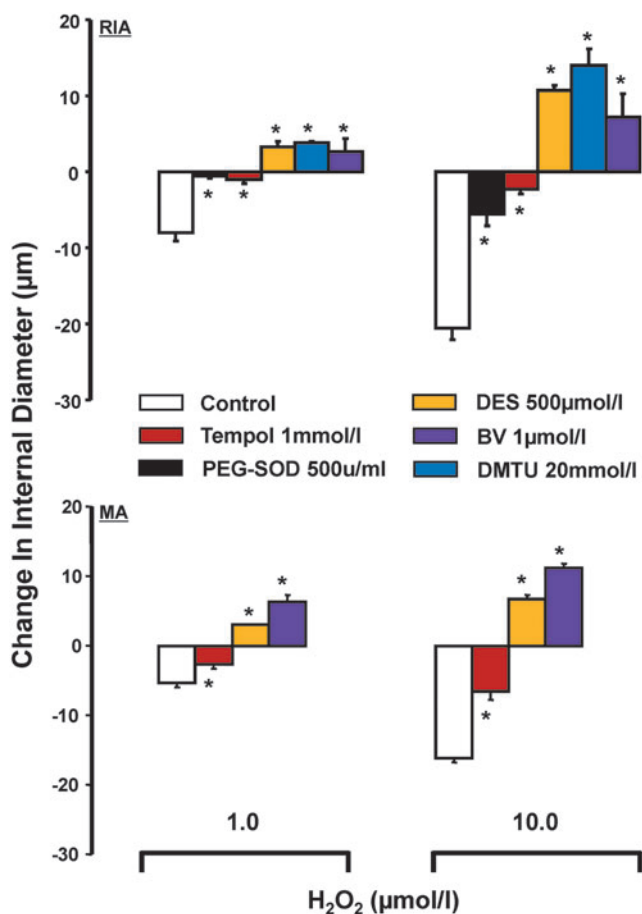 RIA
20
10
0
-10
-20
-30
Change In Internal Diameter (µm)
* * * * *
* * * * *
Control
Tempol 1mmol/l
PEG-SOD 500u/ml
DES 500µmol/l
BV 1µmol/l
DMTU 20mmol/l
MA
20
10
0
-10
-20
-30
* * *
* * *
1.0
10.0
H₂O₂ (µmol/l)